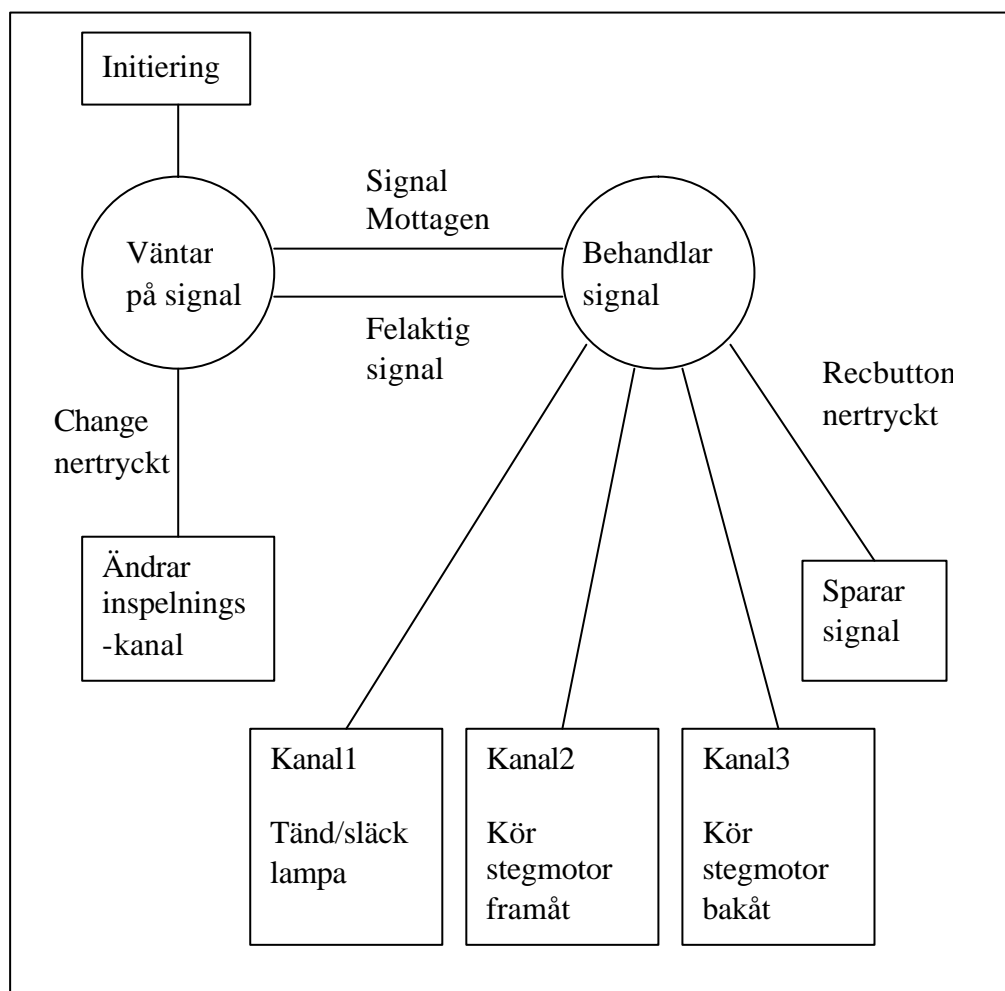 Initiering
Signal
Mottagen
Väntar
på signal
Behandlar
signal
Felaktig
signal
Recbutton
nertryckt
Change
nertryckt
Ändrar
inspelnings
-kanal
Sparar
signal
Kanal1
Tänd/släck
lampa
Kanal2
Kör
stegmotor
framåt
Kanal3
Kör
stegmotor
bakåt